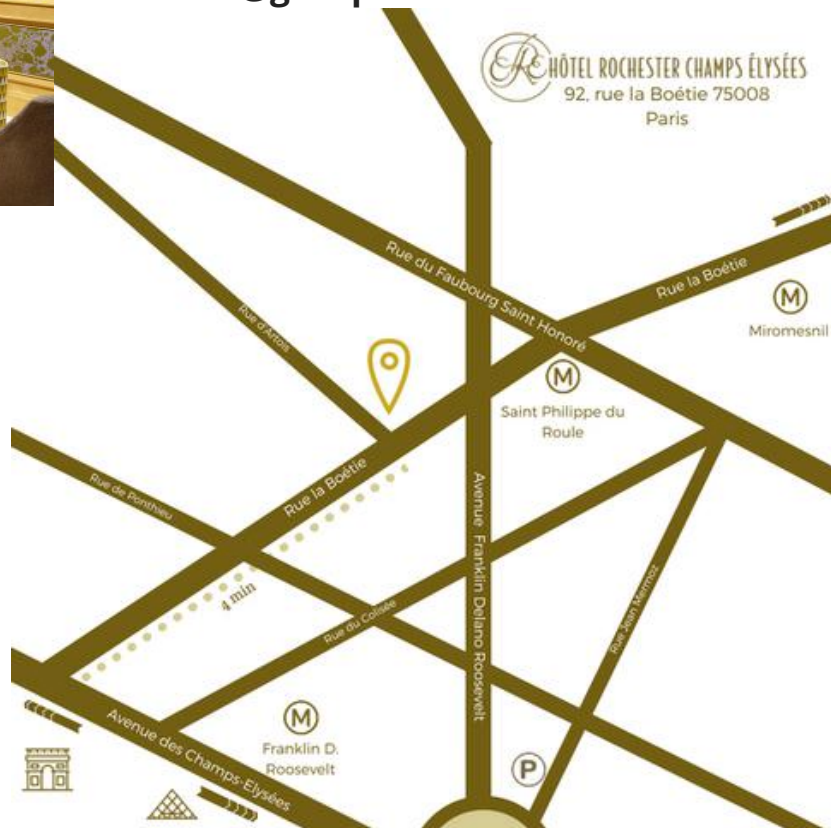 HÔTEL ROCHESTER CHAMPS ÉLYSÉES
92, rue la Boétie 75008
Paris
Rue du Faubourg Saint Honoré
Rue la Boétie
M
Miromesnil
Rue d'Artois
M
Saint Philippe du
Roule
Rue la Boétie
Rue de Ponthieu
4 min
Avenue Franklin Delano Roosevelt
Rue du Colisée
Rue Jean Mermoz
M
Franklin D.
Roosevelt
Avenue des Champs-Elysées
P